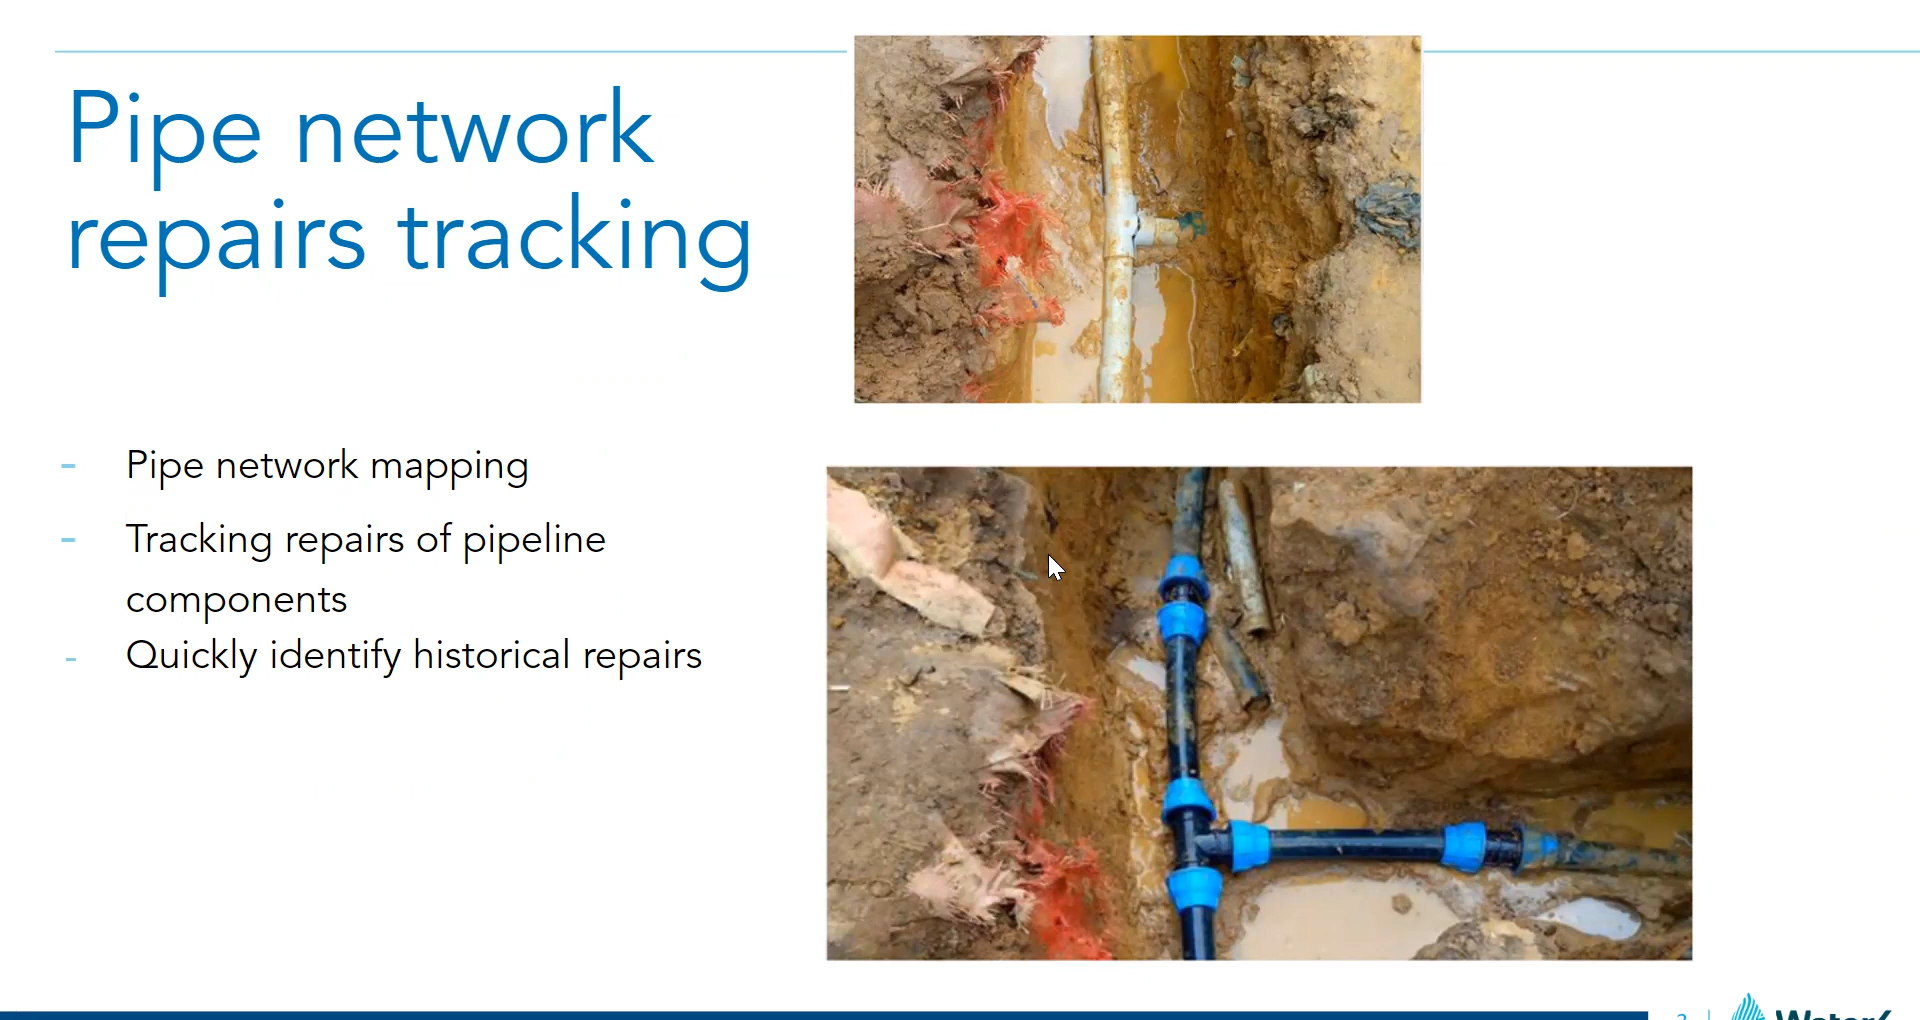 Pipe network
repairs tracking
- Pipe network mapping
- Tracking repairs of pipeline
components
- Quickly identify historical repairs